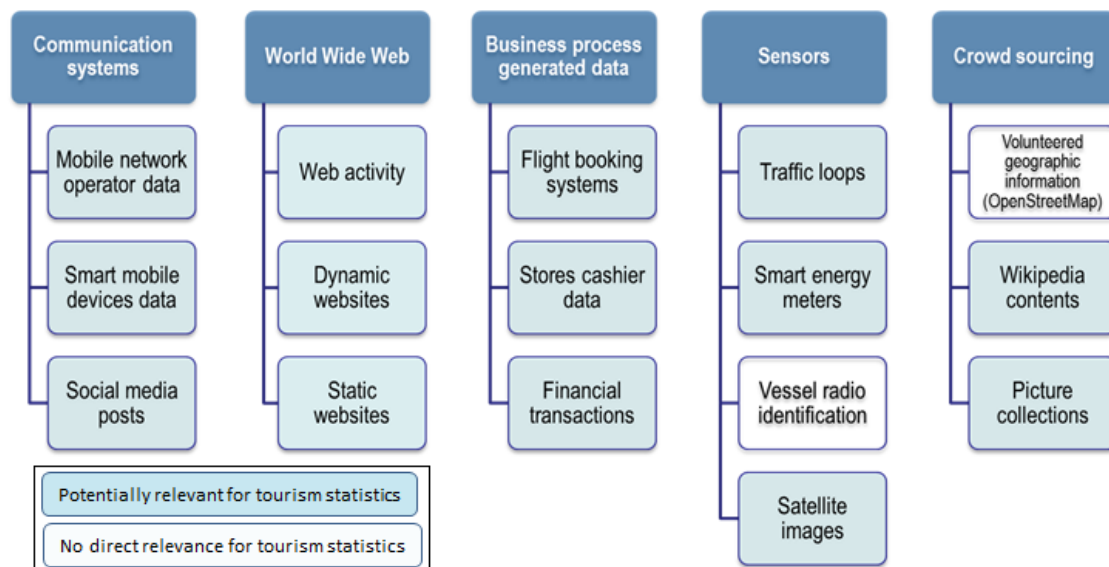 Communication
systems
World Wide Web
Business process
generated data
Sensors
Crowd sourcing
Mobile network
operator data
Smart mobile
devices data
Social media
posts
Web activity
Dynamic
websites
Static
websites
Flight booking
systems
Stores cashier
data
Financial
transactions
Traffic loops
Smart energy
meters
Vessel radio
identification
Satellite
images
Volunteered
geographic
information
(OpenStreetMap)
Wikipedia
contents
Picture
collections
Potentially relevant for tourism statistics
No direct relevance for tourism statistics